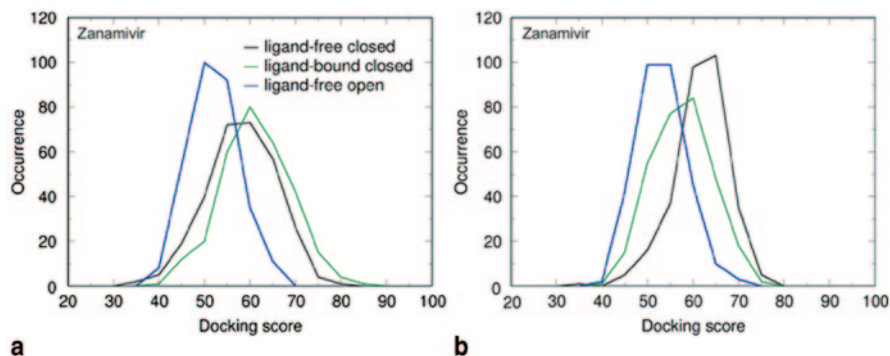 Zanamivir
ligand-free closed
ligand-bound closed
ligand-free open
Occurrence
120
100
80
60
40
20
0
20 30 40 50 60 70 80 90 100
Docking score
a
Zanamivir
Occurrence
120
100
80
60
40
20
0
20 30 40 50 60 70 80 90 100
Docking score
b